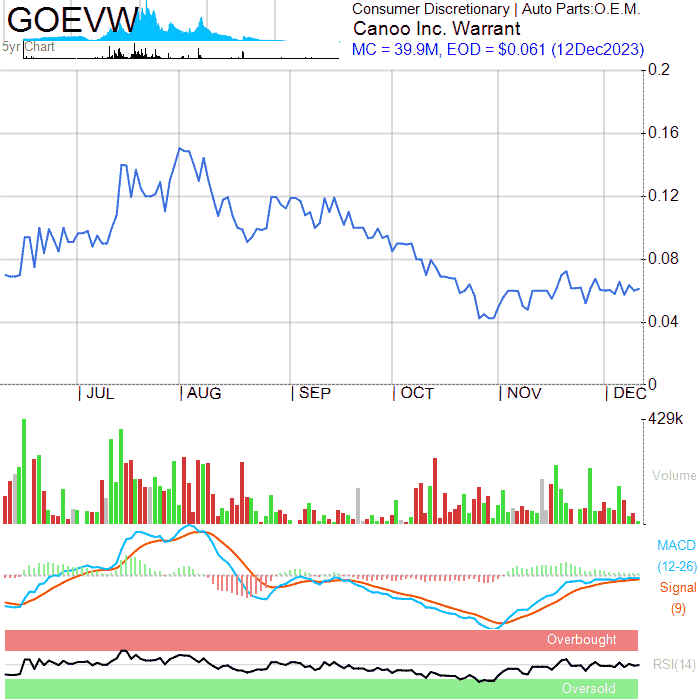 GOEVW
Consumer Discretionary | Auto Parts:O.E.M.
Canoo Inc. Warrant
MC = 39.9M, EOD = $0.061 (12Dec2023)
5yr Chart
0.2
0.16
0.12
0.08
0.04
0
JUL
AUG
SEP
OCT
NOV
DEC
429k
Volume
MACD
(12-26)
Signal
(9)
Overbought
RSI(14)
Oversold